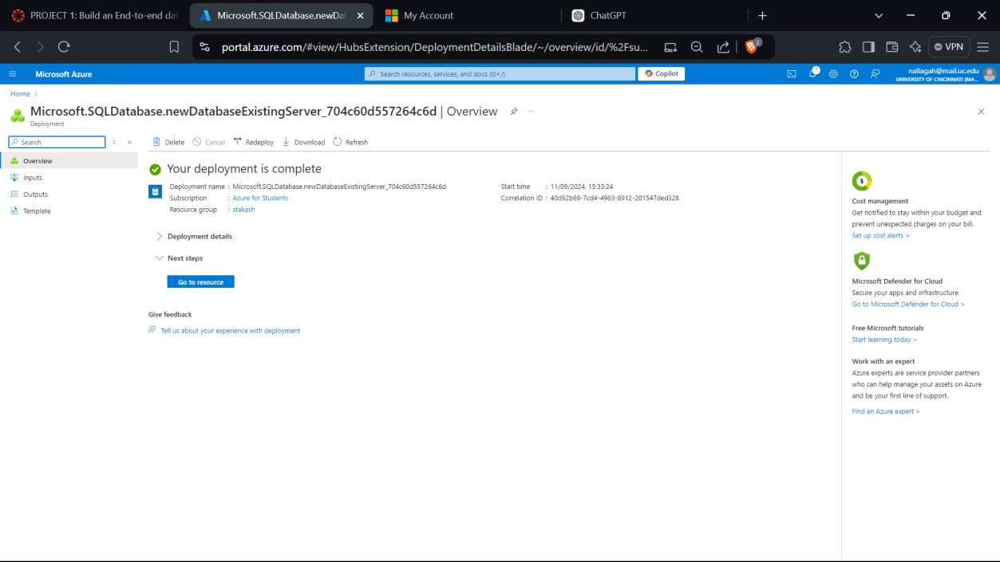 PROJECT 1: Build an End-to-end dat
Microsoft.SQLDatabase.newDat
My Account
ChatGPT
portal.azure.com/#view/HubsExtension/DeploymentDetailsBlade/~/overview/id/%2Fsu...
2
VPN
Microsoft Azure
Search resources, services, and docs (G+/)
Copilot
1
nallagah@mail.uc.edu
UNIVERSITY OF CINCINNATI (MA...
Home
Microsoft.SQLDatabase.newDatabaseExistingServer_704c60d557264c6d | Overview
Deployment
Search
Delete
Cancel
Redeploy
Download
Refresh
Overview
Inputs
Outputs
Template
Your deployment is complete
Deployment name : Microsoft.SQLDatabase.newDatabaseExistingServer_704c60d557264c6d
Subscription : Azure for Students
Resource group : stakash
Start time : 11/09/2024, 15:33:24
Correlation ID : 40d92b69-7cd4-4963-8912-201547ded328
Deployment details
Next steps
Go to resource
Give feedback
Tell us about your experience with deployment
Cost management
Get notified to stay within your budget and
prevent unexpected charges on your bill.
Set up cost alerts >
Microsoft Defender for Cloud
Secure your apps and infrastructure
Go to Microsoft Defender for Cloud >
Free Microsoft tutorials
Start learning today >
Work with an expert
Azure experts are service provider partners
who can help manage your assets on Azure
and be your first line of support.
Find an Azure expert >